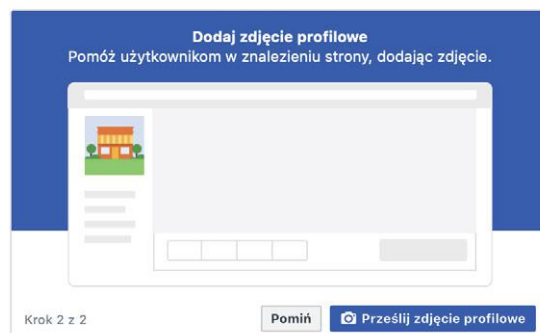 Dodaj zdjęcie profilowe
Pomóż użytkownikom w znalezieniu strony, dodając zdjęcie.
Krok 2 z 2
Pomiń
Prześlij zdjęcie profilowe